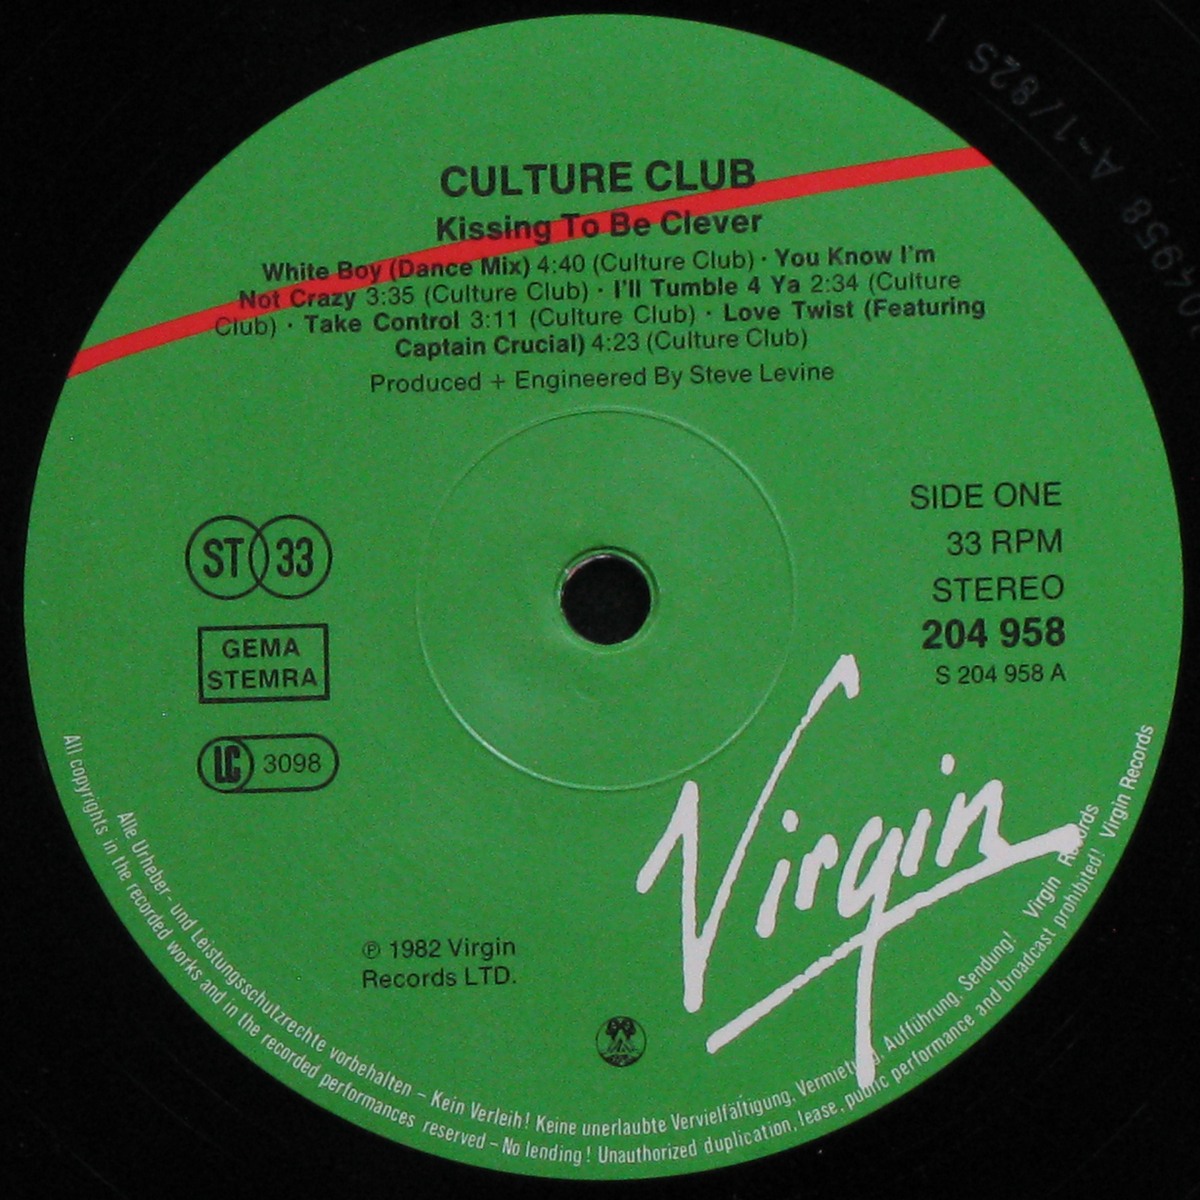 CULTURE CLUB
Kissing To Be Clever
White Boy (Dance Mix) 4:40 (Culture Club) · You Know I'm
Not Crazy 3:35 (Culture Club) · I'll Tumble 4 Ya 2:34 (Culture
Club) · Take Control 3:11 (Culture Club) · Love Twist (Featuring
Captain Crucial) 4:23 (Culture Club)
Produced + Engineered By Steve Levine
ST 33
GEMA
STEMRA
LC 3098
SIDE ONE
33 RPM
STEREO
204 958
S 204 958 A
Virgin
℗ 1982 Virgin
Records LTD.
Alle Urheber- und Leistungsschutzrechte vorbehalten – Kein Verleih! Keine unerlaubte Vervielfältigung, Vermietung, Aufführung, Sendung! Virgin Records
All copyrights in the recorded works and in the recorded performances reserved – No lending! Unauthorized duplication, lease, public performance and broadcast prohibited! Virgin Records
04958 A-1/82S